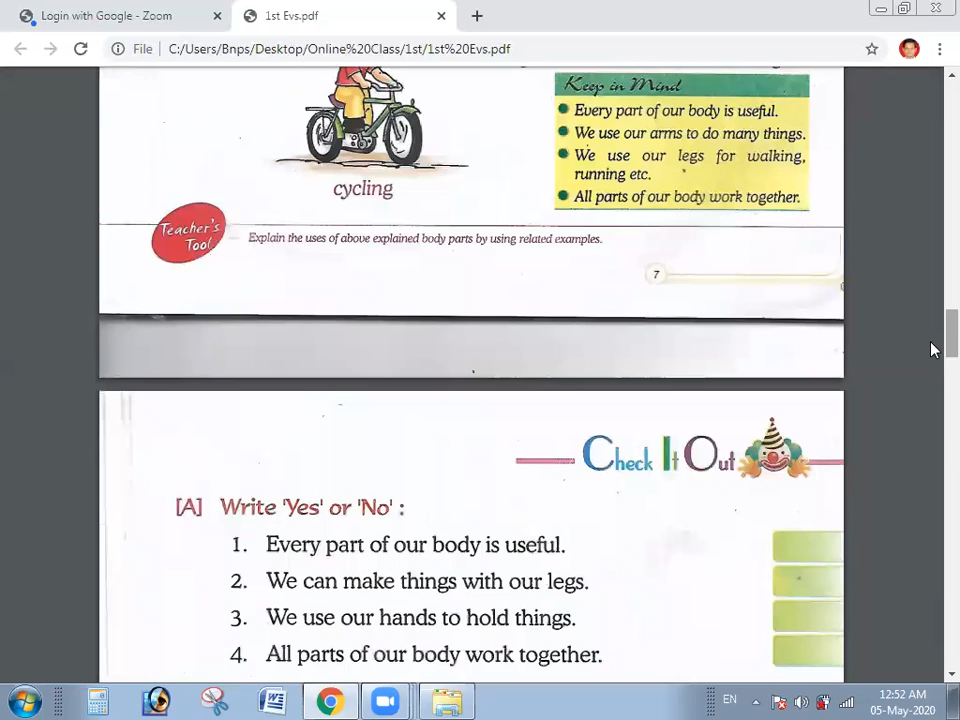 Login with Google - Zoom
1st Evs.pdf
File
C:/Users/Bnps/Desktop/Online%20Class/1st/1st%20Evs.pdf
Keep in Mind
Every part of our body is useful.
We use our arms to do many things.
We use our legs for walking,
running etc.
All parts of our body work together.
cycling
Teacher's
Tool
Explain the uses of above explained body parts by using related examples.
7
Check It Out
[A] Write 'Yes' or 'No' :
1. Every part of our body is useful.
2. We can make things with our legs.
3. We use our hands to hold things.
4. All parts of our body work together.
EN
12:52 AM
05-May-2020